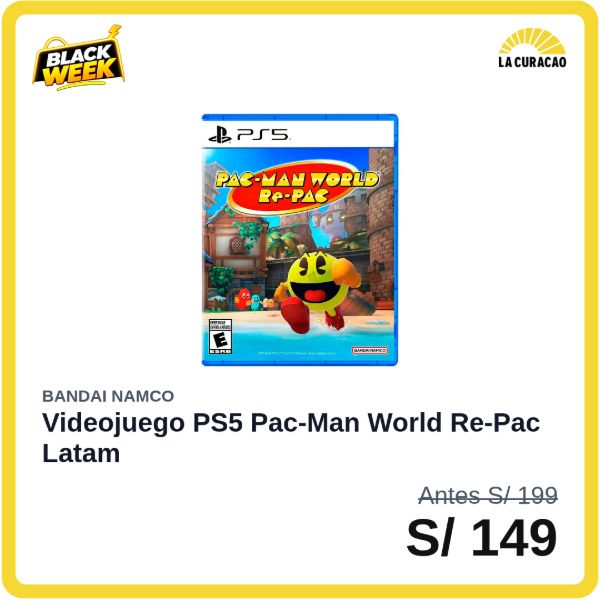 BLACK
WEEK
LA CURACAO
PS5
PAC-MAN WORLD
Re-PAC
E
ESRB
BANDAI NAMCO
BANDAI NAMCO
Videojuego PS5 Pac-Man World Re-Pac
Latam
Antes S/ 199
S/ 149